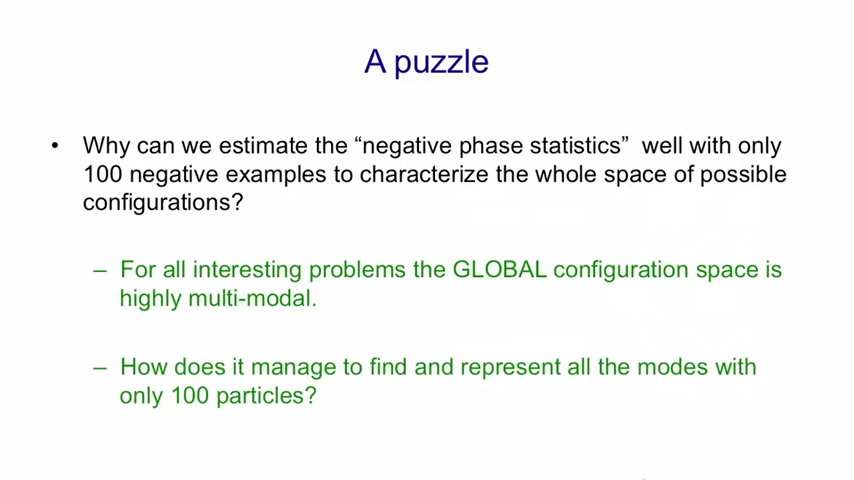 A puzzle
• Why can we estimate the “negative phase statistics” well with only
100 negative examples to characterize the whole space of possible
configurations?
– For all interesting problems the GLOBAL configuration space is
highly multi-modal.
– How does it manage to find and represent all the modes with
only 100 particles?